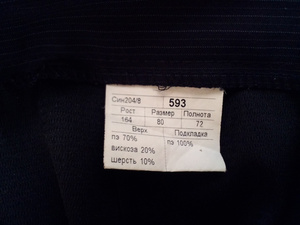 Син204/8 593
Рост Размер Полнота
164 80 72
Верх Подкладка
пэ 70% пэ 100%
вискоза 20%
шерсть 10%